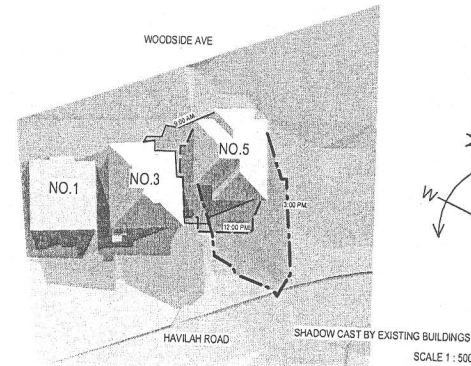 WOODSIDE AVE
9:00 AM.
NO.5
NO.3
NO.1
W
3:00 PM.
12:00 PM.
HAVILAH ROAD
SHADOW CAST BY EXISTING BUILDINGS
SCALE 1 : 500